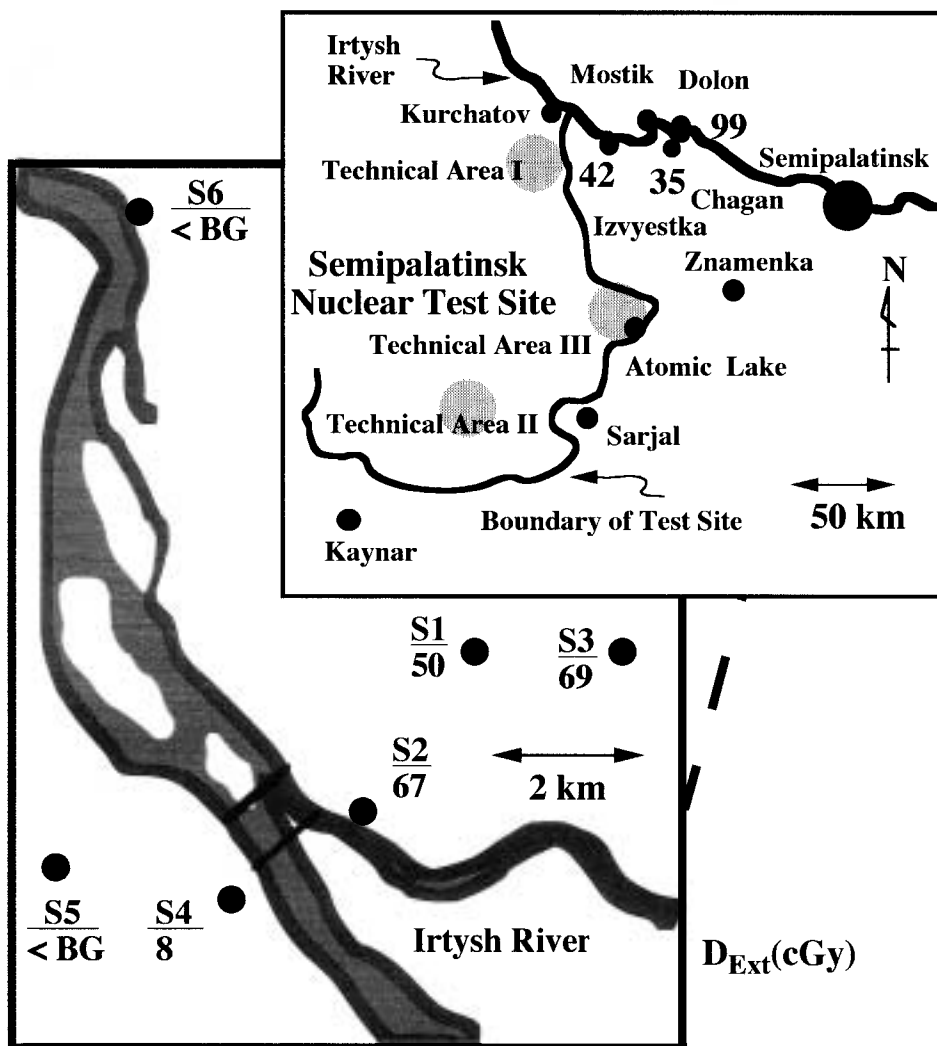 Irtysh
River
Mostik
Dolon
Kurchatov
99
Technical Area I
42
35
Semipalatinsk
Chagan
Izvyestka
Semipalatinsk
Nuclear Test Site
Znamenka
N
Technical Area III
Atomic Lake
Technical Area II
Sarjal
50 km
Boundary of Test Site
Kaynar
S6
< BG
S1
50
S3
69
S2
67
2 km
S5
< BG
S4
8
Irtysh River
DExt(cGy)